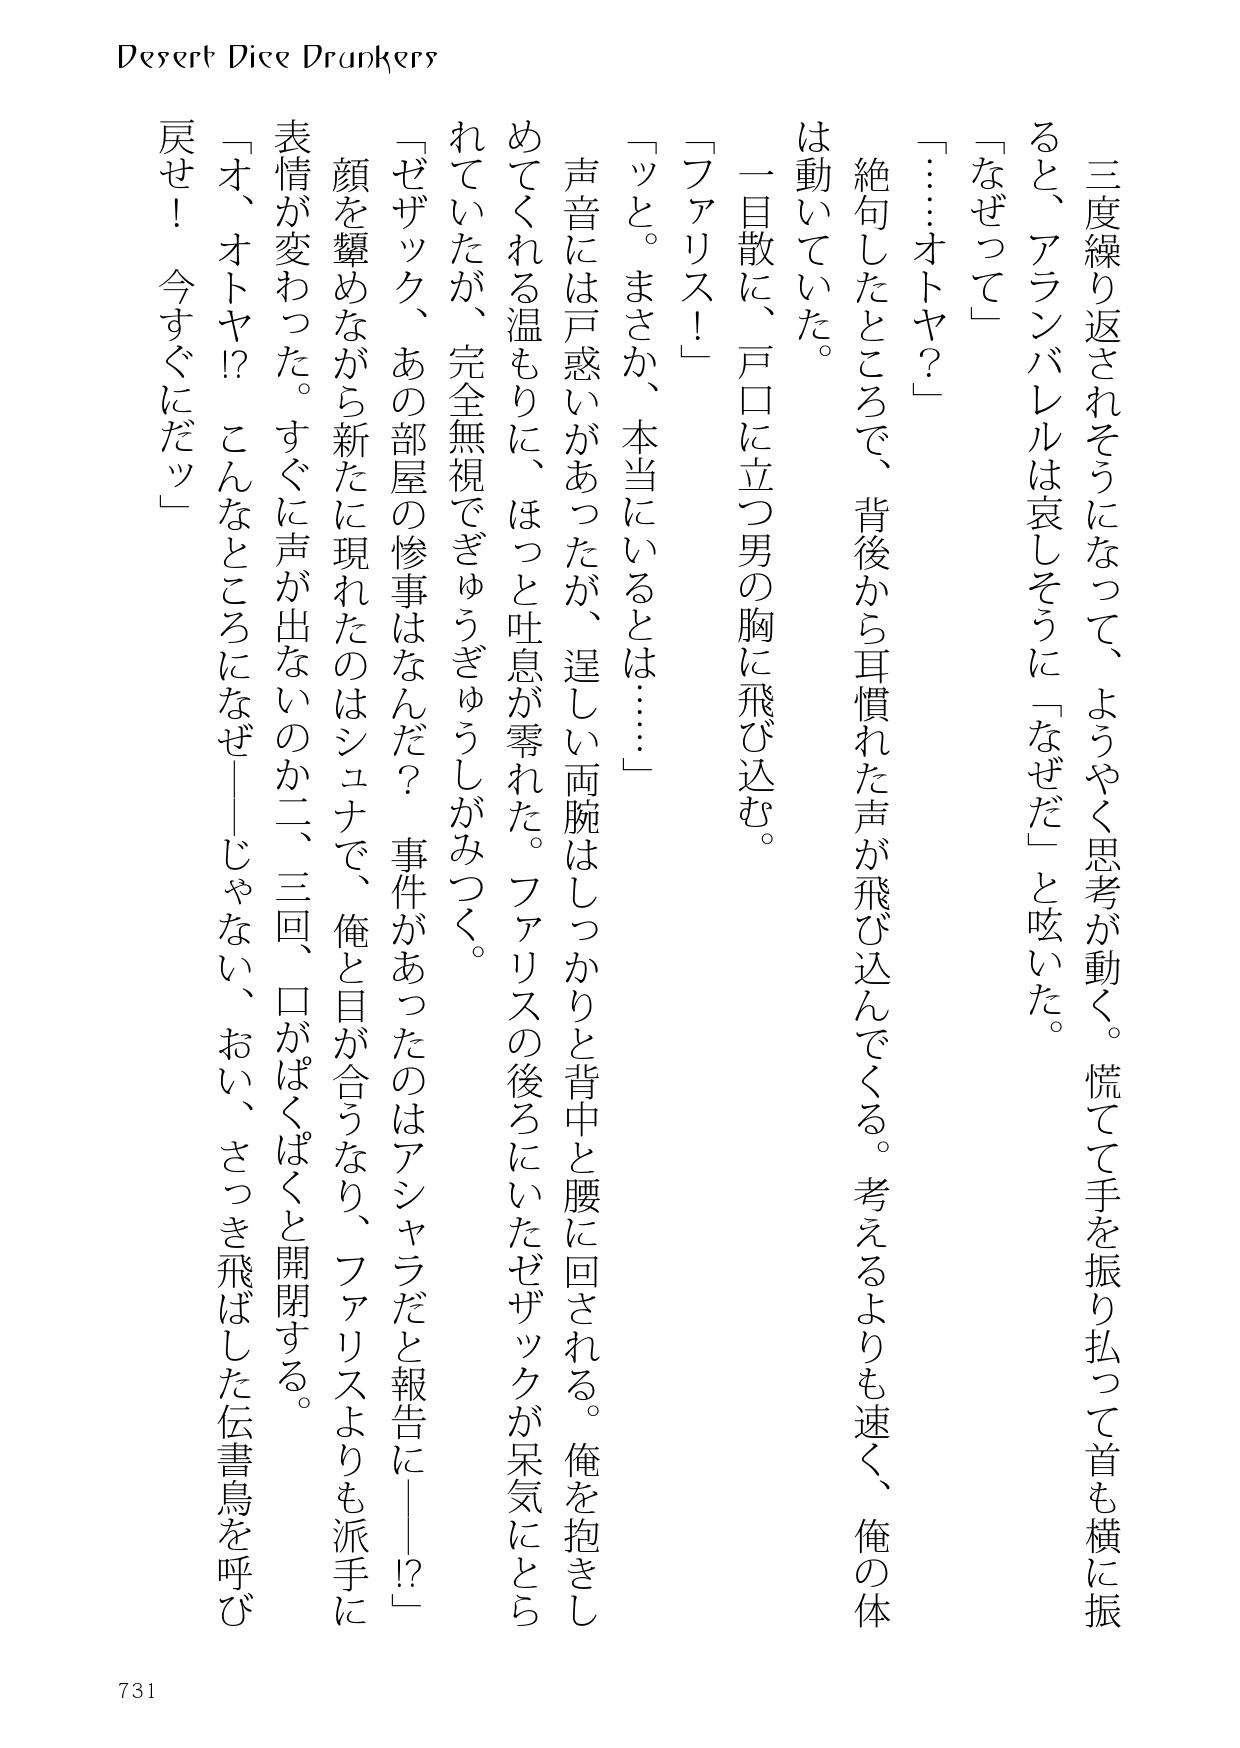 Desert Dice Drunkers
　三度繰り返されそうになって、ようやく思考が動く。慌てて手を振り払って首も横に振
ると、アランバレルは哀しそうに「なぜだ」と呟いた。
「なぜって」
「……オトヤ？」
　絶句したところで、背後から耳慣れた声が飛び込んでくる。考えるよりも速く、俺の体
は動いていた。
　一目散に、戸口に立つ男の胸に飛び込む。
「ファリス！」
「ッと。まさか、本当にいるとは……」
　声音には戸惑いがあったが、逞しい両腕はしっかりと背中と腰に回される。俺を抱きし
めてくれる温もりに、ほっと吐息が零れた。ファリスの後ろにいたゼザックが呆気にとら
れていたが、完全無視でぎゅうぎゅうしがみつく。
「ゼザック、あの部屋の惨事はなんだ？　事件があったのはアシャラだと報告に――!?」
　顔を顰めながら新たに現れたのはシュナで、俺と目が合うなり、ファリスよりも派手に
表情が変わった。すぐに声が出ないのか二、三回、口がぱくぱくと開閉する。
「オ、オトヤ!?　こんなところになぜ――じゃない、おい、さっき飛ばした伝書鳥を呼び
戻せ！　今すぐにだッ」
731